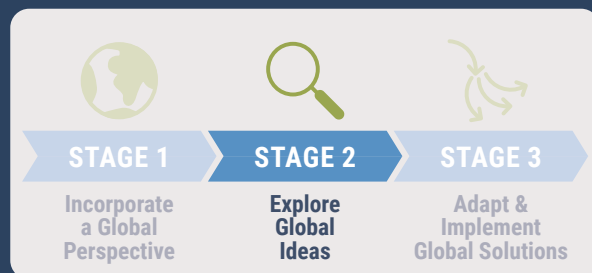 STAGE 1
STAGE 2
STAGE 3
Incorporate
a Global
Perspective
Explore
Global
Ideas
Adapt &
Implement
Global Solutions